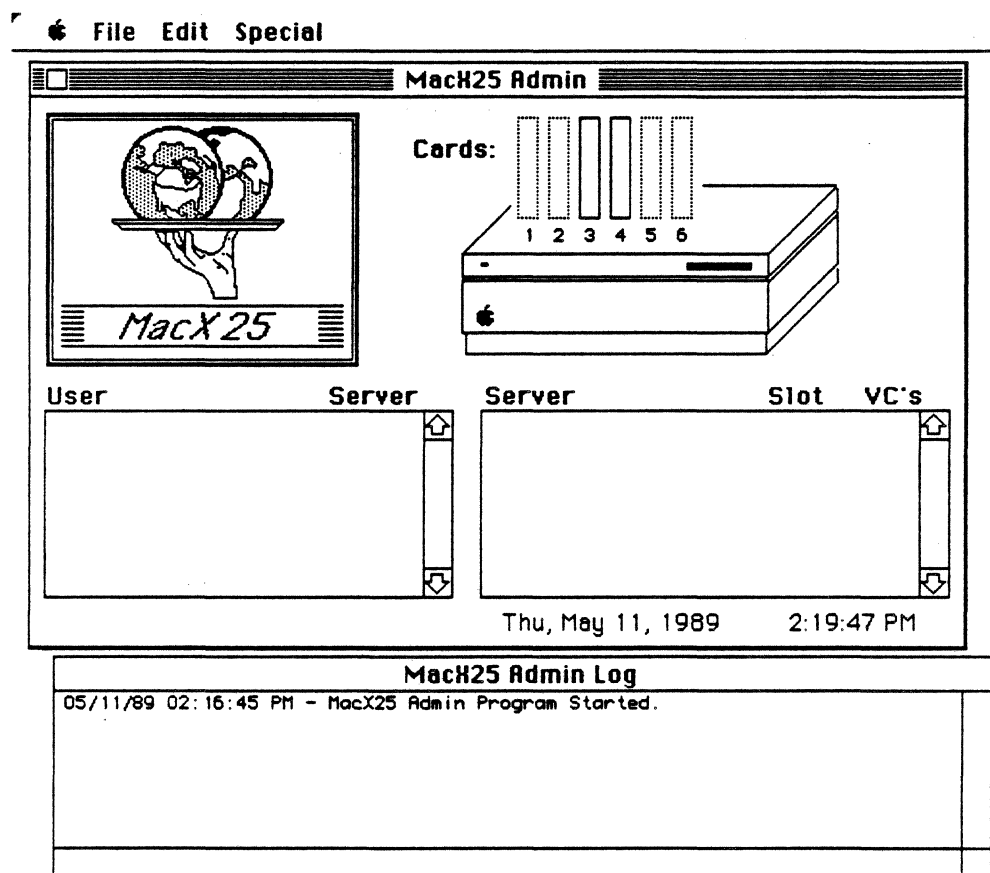 File Edit Special
MacX25 Admin
Cards:
1 2 3 4 5 6
MacX25
User Server
Server Slot VC's
Thu, May 11, 1989 2:19:47 PM
MacX25 Admin Log
05/11/89 02:16:45 PM - MacX25 Admin Program Started.